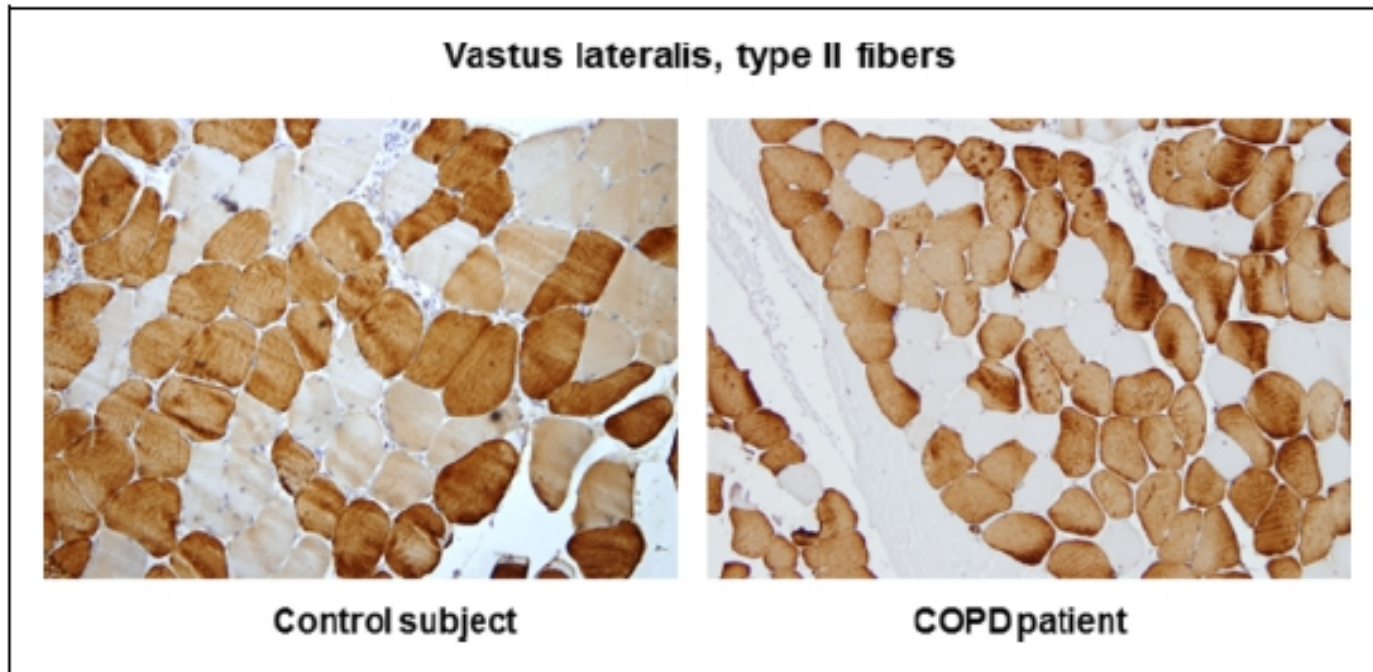 Vastus lateralis, type II fibers
Control subject
COPD patient